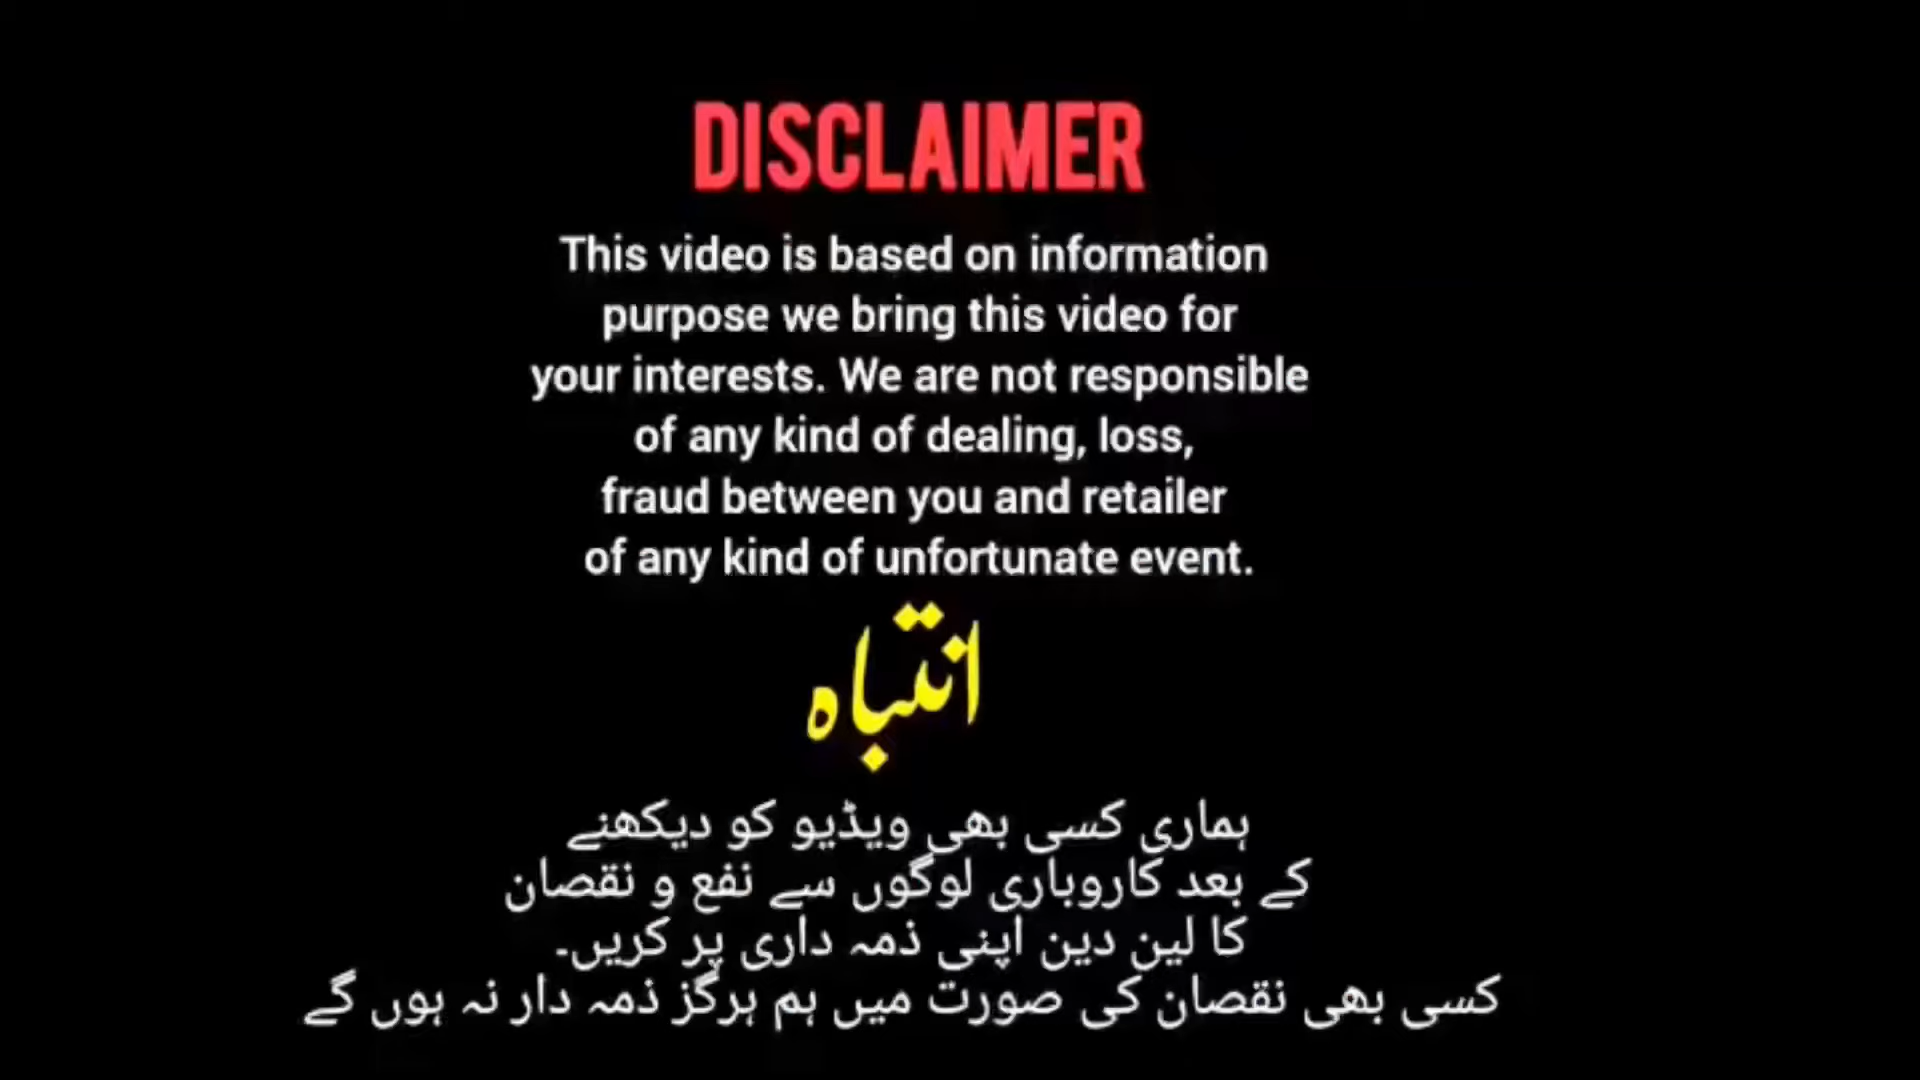 DISCLAIMER
This video is based on information
purpose we bring this video for
your interests. We are not responsible
of any kind of dealing, loss,
fraud between you and retailer
of any kind of unfortunate event.
انتباہ
ہماری کسی بھی ویڈیو کو دیکھنے
کے بعد کاروباری لوگوں سے نفع و نقصان
کا لین دین اپنی ذمہ داری پر کریں۔
کسی بھی نقصان کی صورت میں ہم ہرگز ذمہ دار نہ ہوں گے